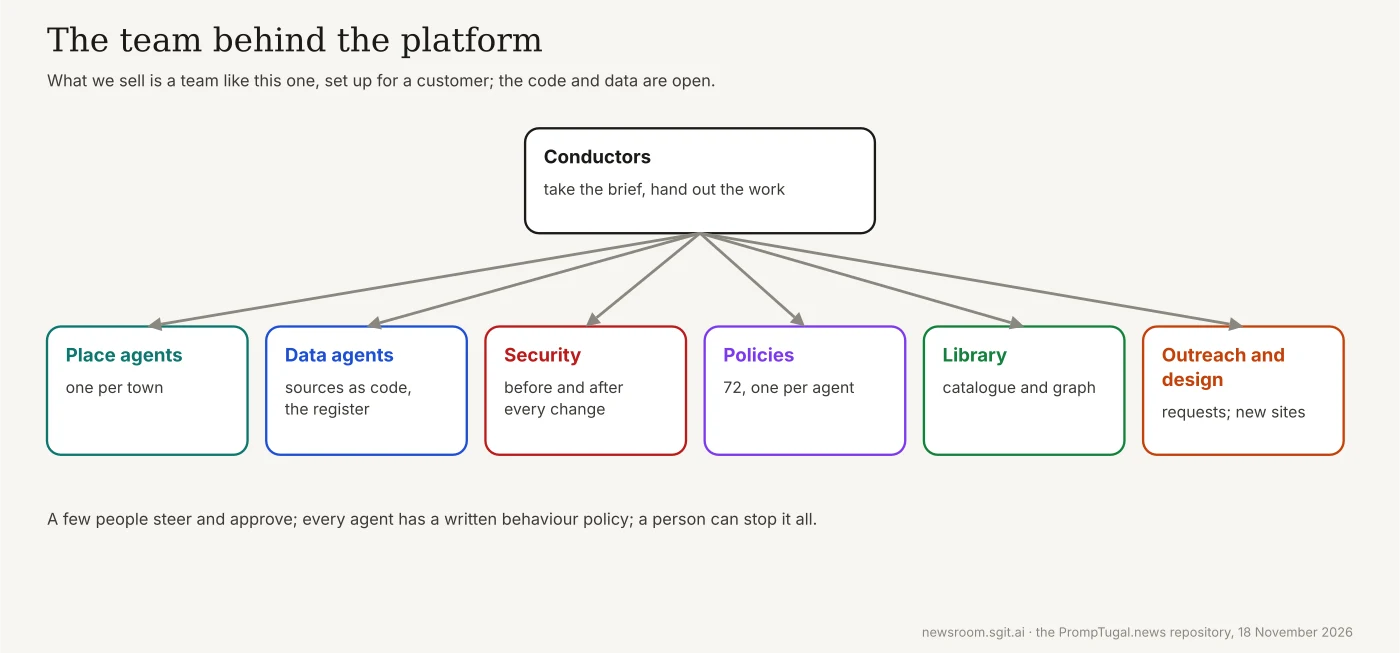 The team behind the platform
What we sell is a team like this one, set up for a customer; the code and data are open.
Conductors
take the brief, hand out the work
Place agents
one per town
Data agents
sources as code,
the register
Security
before and after
every change
Policies
72, one per agent
Library
catalogue and graph
Outreach and
design
requests; new sites
A few people steer and approve; every agent has a written behaviour policy; a person can stop it all.
newsroom.sgit.ai · the PrompTugal.news repository, 18 November 2026